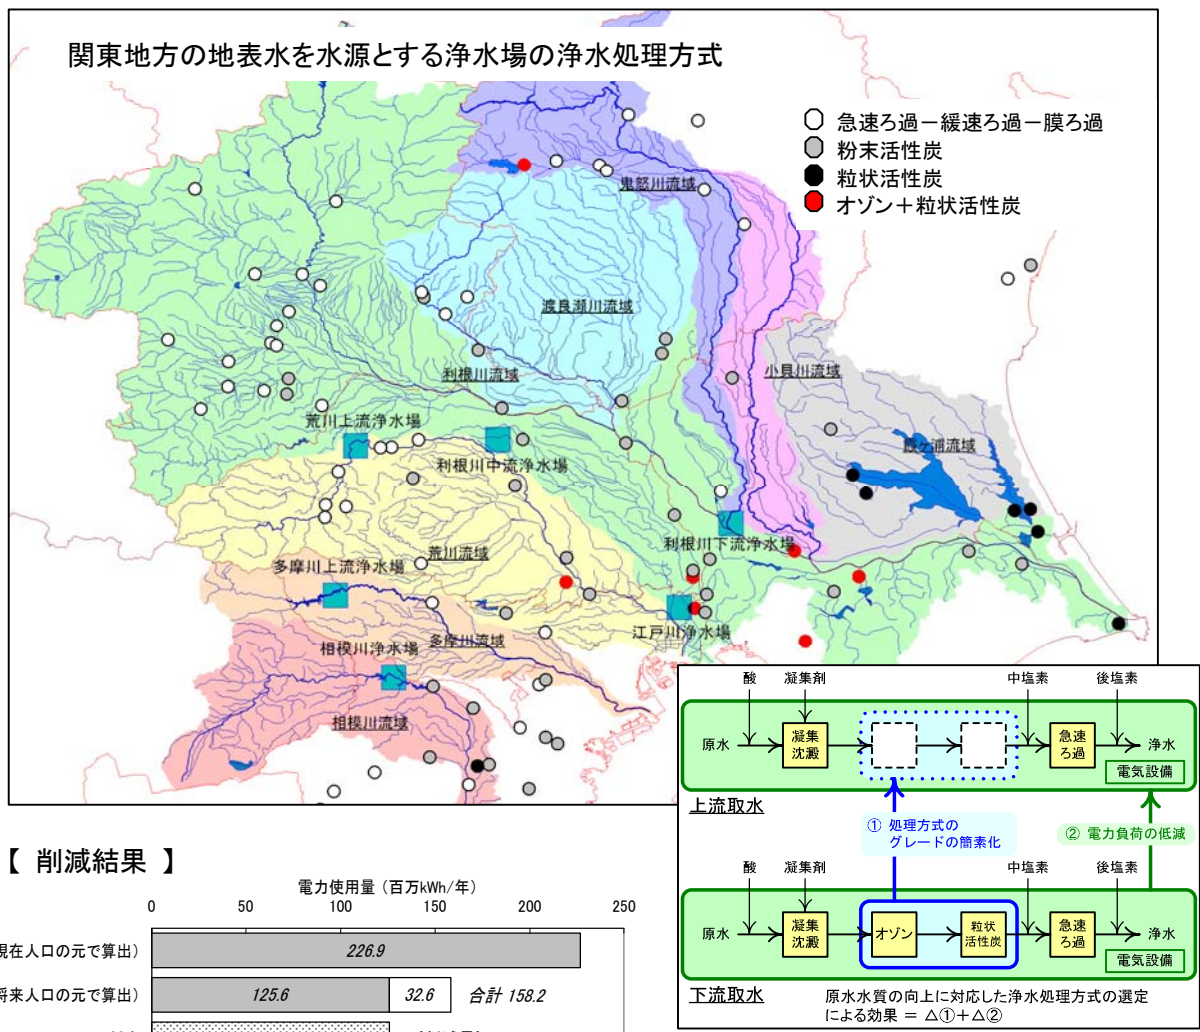 関東地方の地表水を水源とする浄水場の浄水処理方式
急速ろ過－緩速ろ過－膜ろ過
粉末活性炭
粒状活性炭
オゾン＋粒状活性炭
鬼怒川流域
渡良瀬川流域
利根川流域
小貝川流域
荒川上流浄水場
利根川中流浄水場
霞ヶ浦流域
利根川下流浄水場
荒川流域
多摩川上流浄水場
江戸川浄水場
多摩川流域
相模川浄水場
相模川流域
酸
凝集剤
中塩素
後塩素
原水
凝集
沈澱
急速
ろ過
浄水
電気設備
上流取水
① 処理方式の
グレードの簡素化
② 電力負荷の低減
酸
凝集剤
中塩素
後塩素
原水
凝集
沈澱
オゾン
粒状
活性炭
急速
ろ過
浄水
電気設備
下流取水
原水水質の向上に対応した浄水処理方式の選定
による効果 ＝ △①＋△②
【 削減結果 】
電力使用量（百万kWh/年）
0 50 100 150 200 250
現在人口の元で算出）
226.9
将来人口の元で算出）
125.6 32.6 合計 158.2